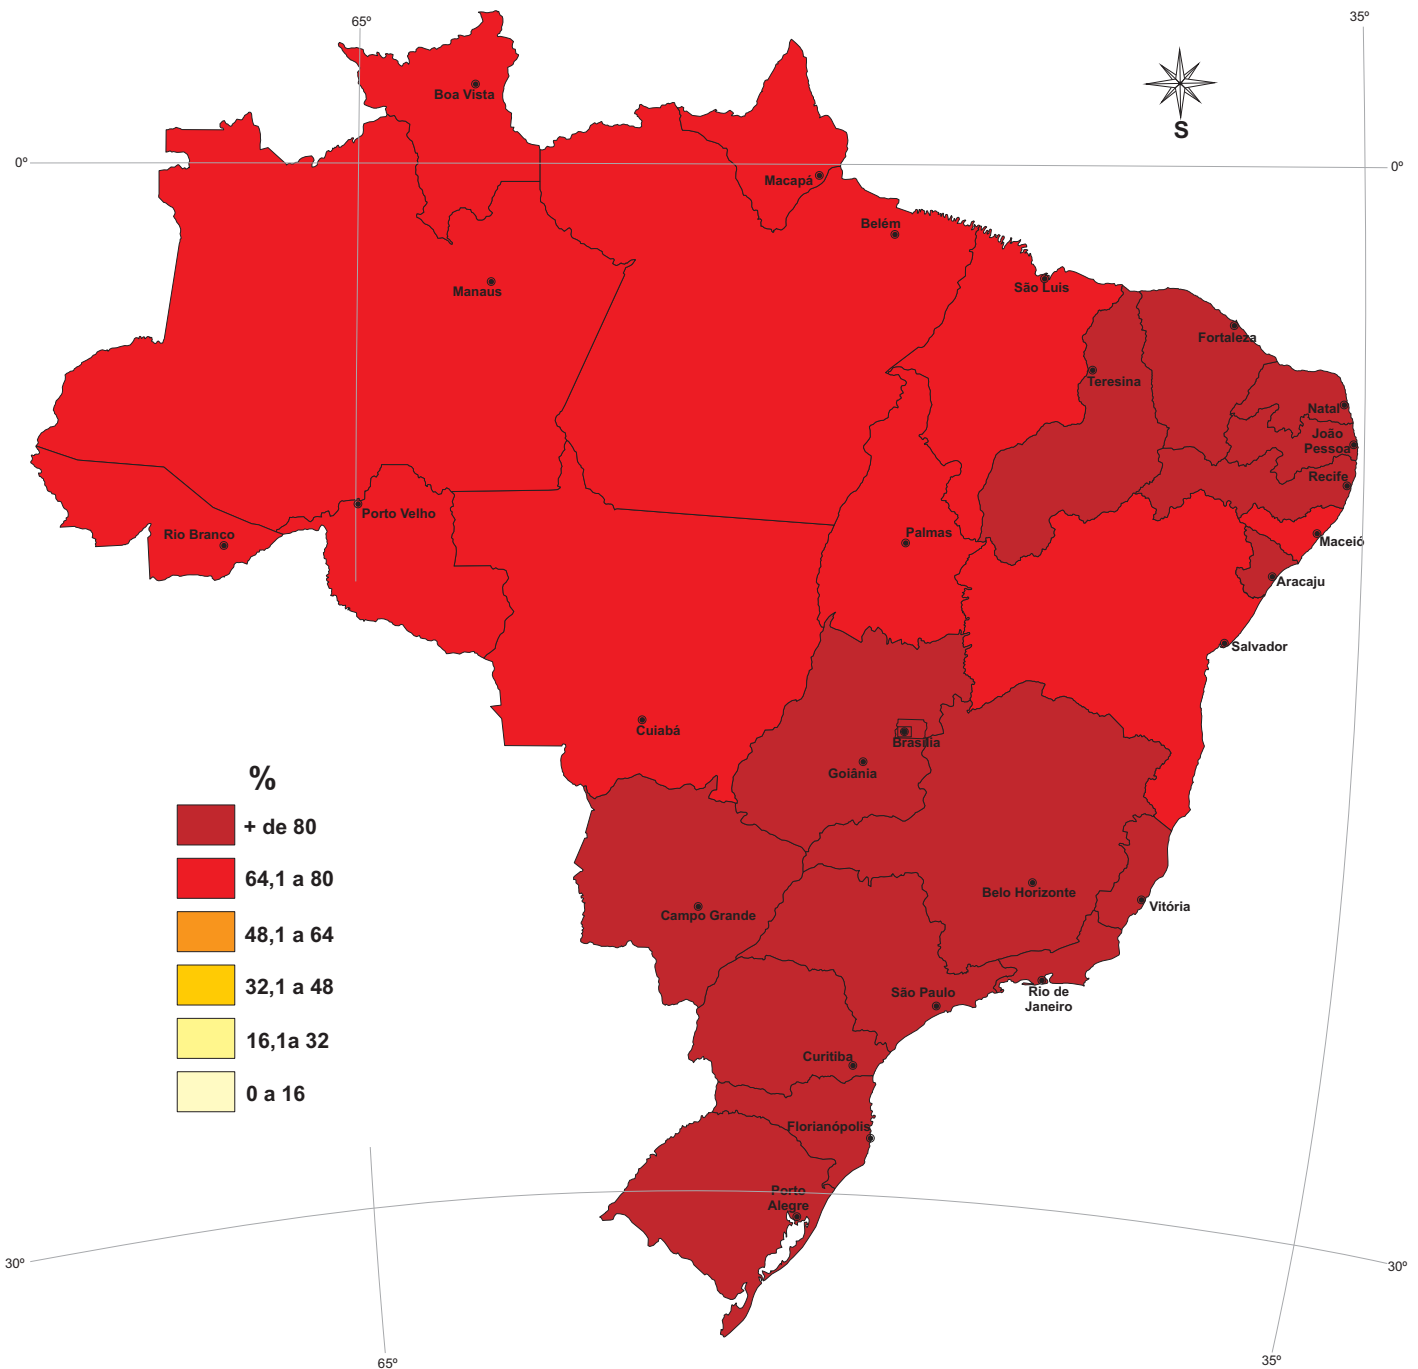 65º
35º
Boa Vista
S
0º
0º
Macapá
Belém
São Luis
Manaus
Fortaleza
Teresina
Natal
João
Pessoa
Recife
Porto Velho
Rio Branco
Palmas
Maceió
Aracaju
Salvador
Cuiabá
Brasília
Goiânia
%
+ de 80
64,1 a 80
48,1 a 64
32,1 a 48
16,1a 32
0 a 16
Belo Horizonte
Vitória
Campo Grande
São Paulo
Rio de
Janeiro
Curitiba
Florianópolis
Porto
Alegre
30º
30º
65º
35º